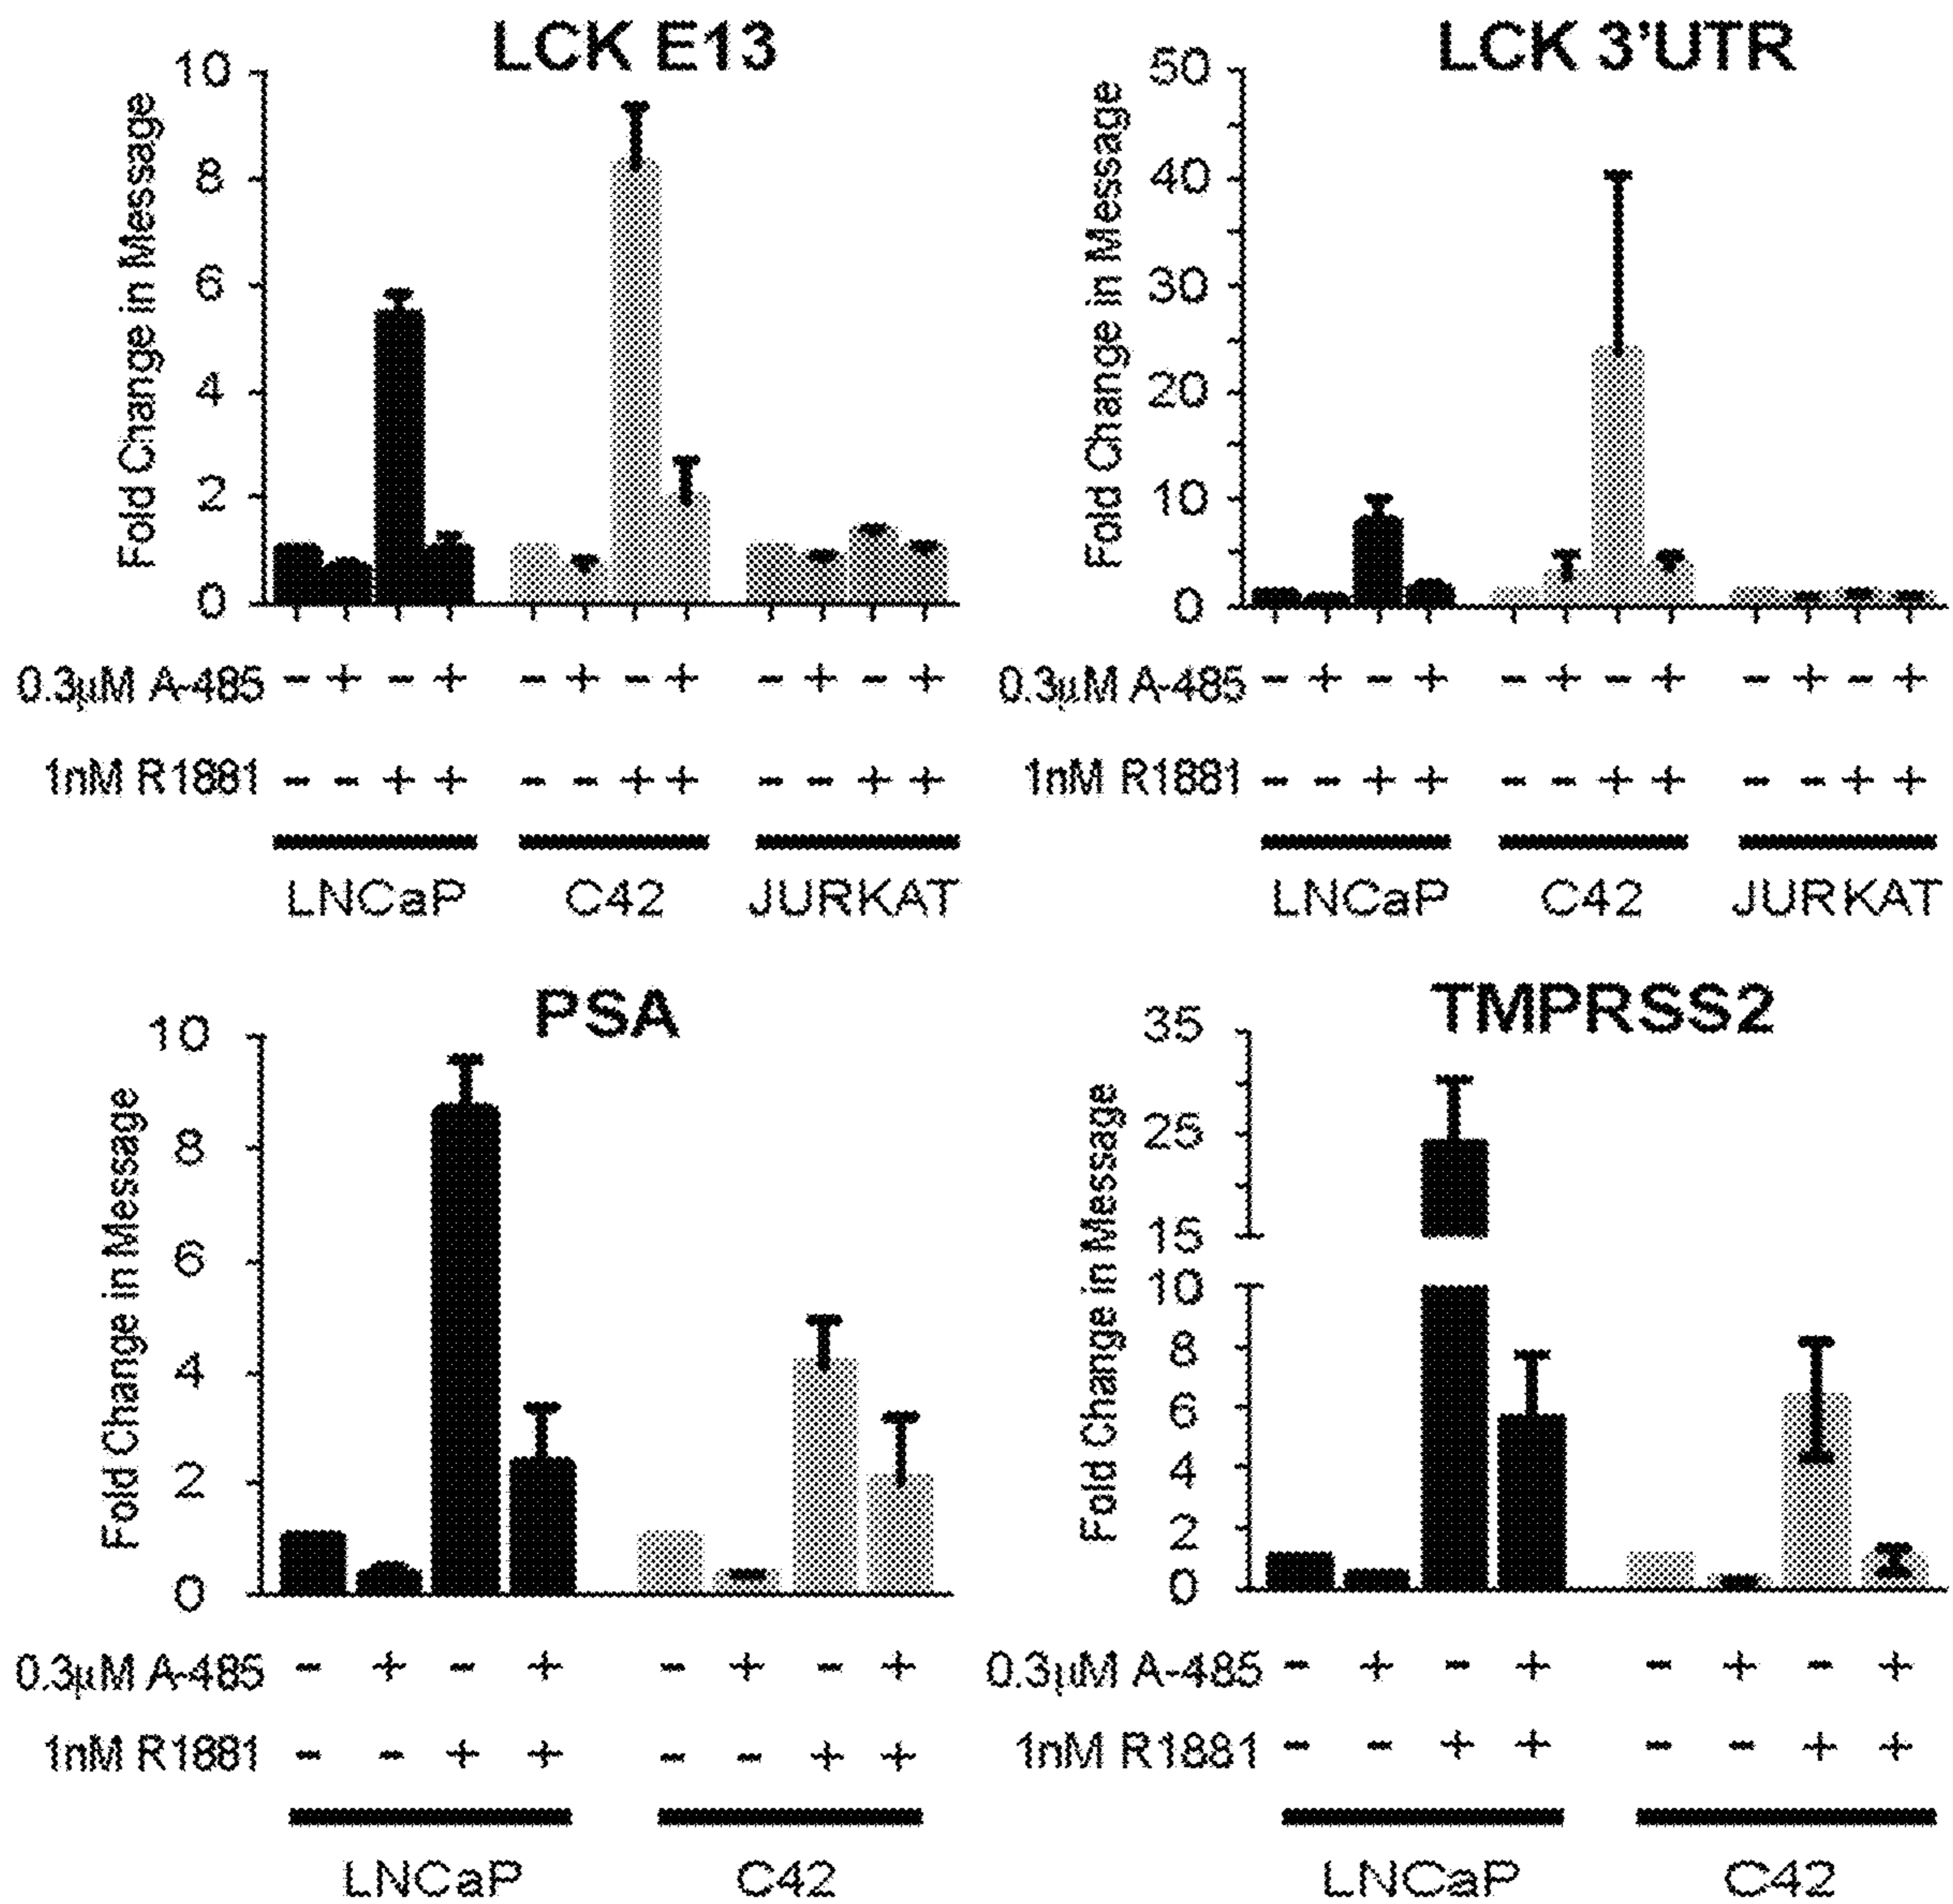 LCK E13
Fold Change in Message
10
8
6
4
2
0
0.3µM A-485 - + - + - + - + - + - +
1nM R1881 - - + + - - + + - - + +
LNCaP C42 JURKAT
LCK 3'UTR
Fold Change in Message
50
40
30
20
10
0
0.3µM A-485 - + - + - + - + - + - +
1nM R1881 - - + + - - + + - - + +
LNCaP C42 JURKAT
PSA
Fold Change in Message
10
8
6
4
2
0
0.3µM A-485 - + - + - + - +
1nM R1881 - - + + - - + +
LNCaP C42
TMPRSS2
Fold Change in Message
35
25
15
10
8
6
4
2
0
0.3µM A-485 - + - + - + - +
1nM R1881 - - + + - - + +
LNCaP C42